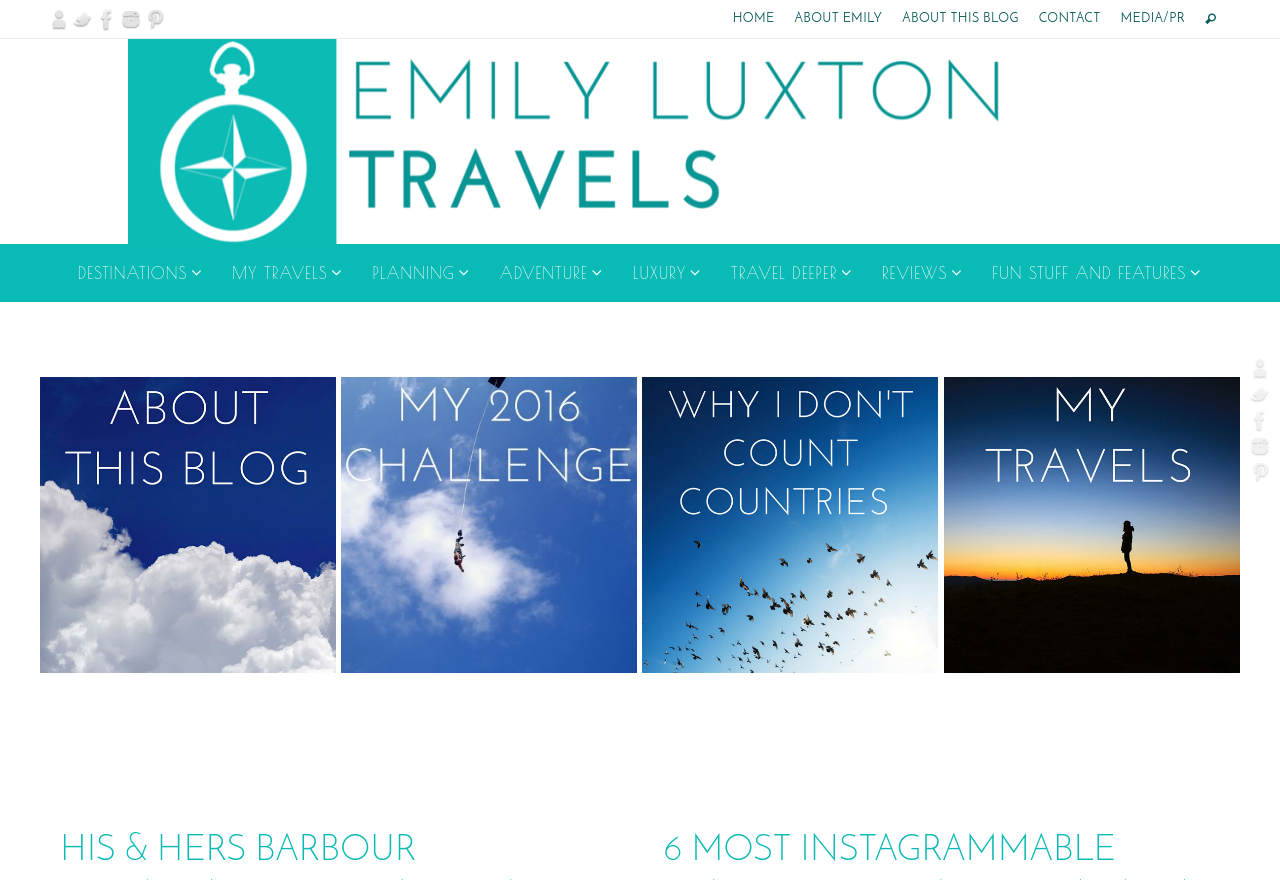 HOME ABOUT EMILY ABOUT THIS BLOG CONTACT MEDIA/PR
EMILY LUXTON
TRAVELS
DESTINATIONS MY TRAVELS PLANNING ADVENTURE LUXURY TRAVEL DEEPER REVIEWS FUN STUFF AND FEATURES
ABOUT
THIS BLOG
MY 2016
CHALLENGE
WHY I DON'T
COUNT
COUNTRIES
MY
TRAVELS
HIS & HERS BARBOUR
6 MOST INSTAGRAMMABLE